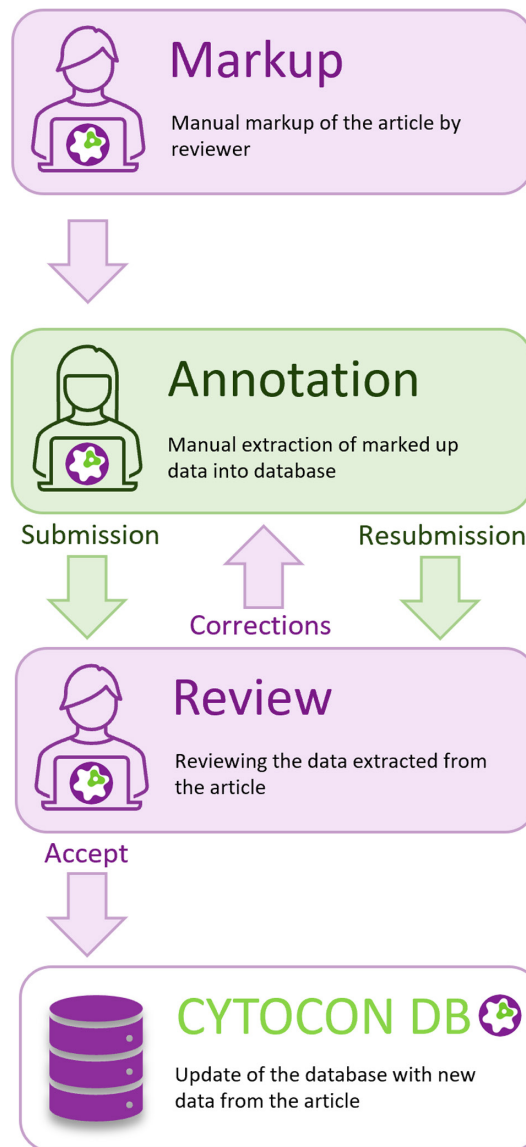 Markup
Manual markup of the article by
reviewer
Annotation
Manual extraction of marked up
data into database
Submission
Resubmission
Corrections
Review
Reviewing the data extracted from
the article
Accept
CYTOCON DB
Update of the database with new
data from the article